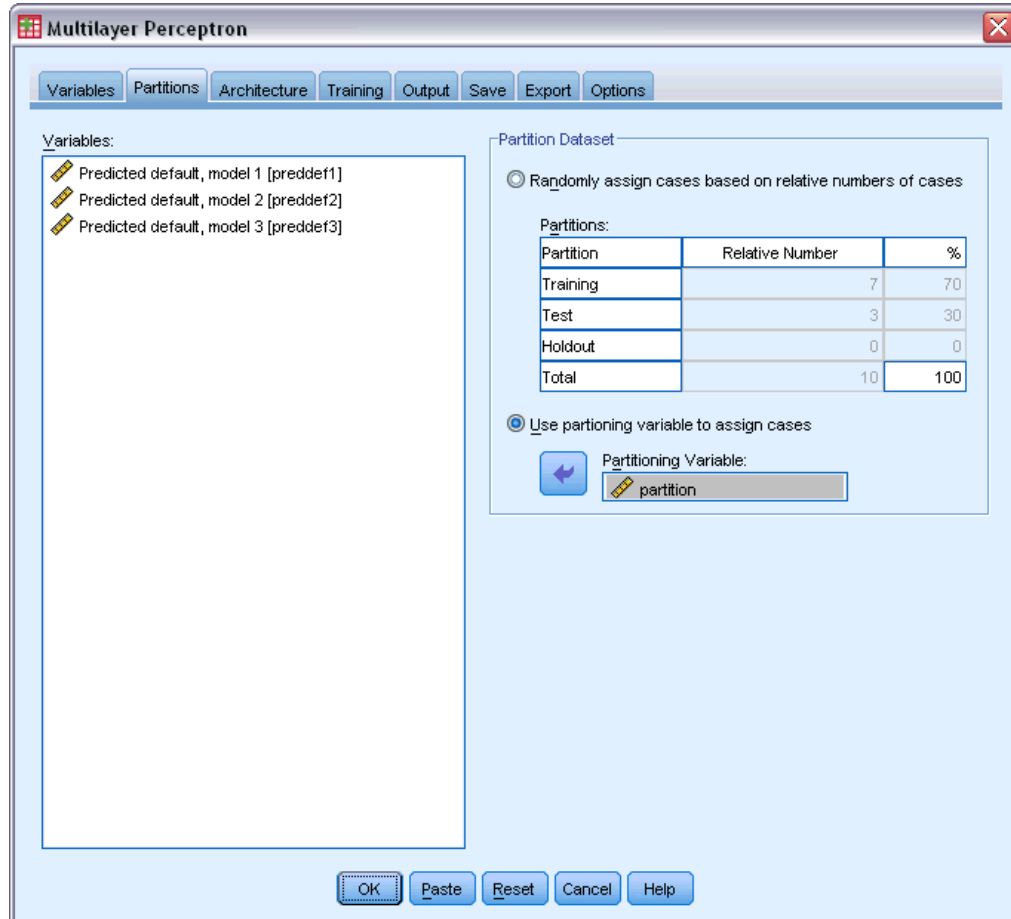 Multilayer Perceptron
Variables Partitions Architecture Training Output Save Export Options
Variables:
Predicted default, model 1 [preddef1]
Predicted default, model 2 [preddef2]
Predicted default, model 3 [preddef3]
Partition Dataset
Randomly assign cases based on relative numbers of cases
Partitions:
Partition Relative Number %
Training 7 70
Test 3 30
Holdout 0 0
Total 10 100
Use partioning variable to assign cases
Partitioning Variable:
partition
OK Paste Reset Cancel Help